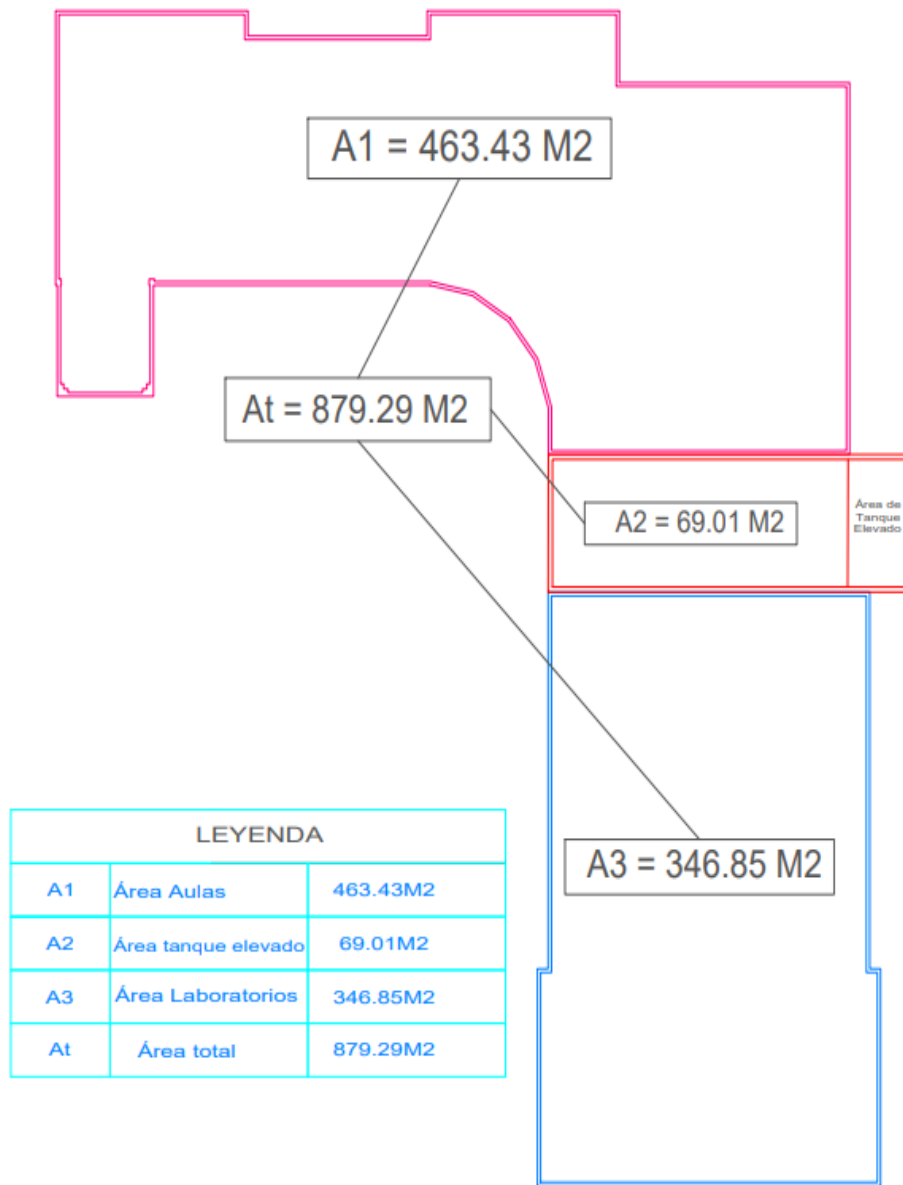 A1 = 463.43 M2
At = 879.29 M2
A2 = 69.01 M2
Área de
Tanque
Elevado
A3 = 346.85 M2
LEYENDA
A1 Área Aulas 463.43M2
A2 Área tanque elevado 69.01M2
A3 Área Laboratorios 346.85M2
At Área total 879.29M2